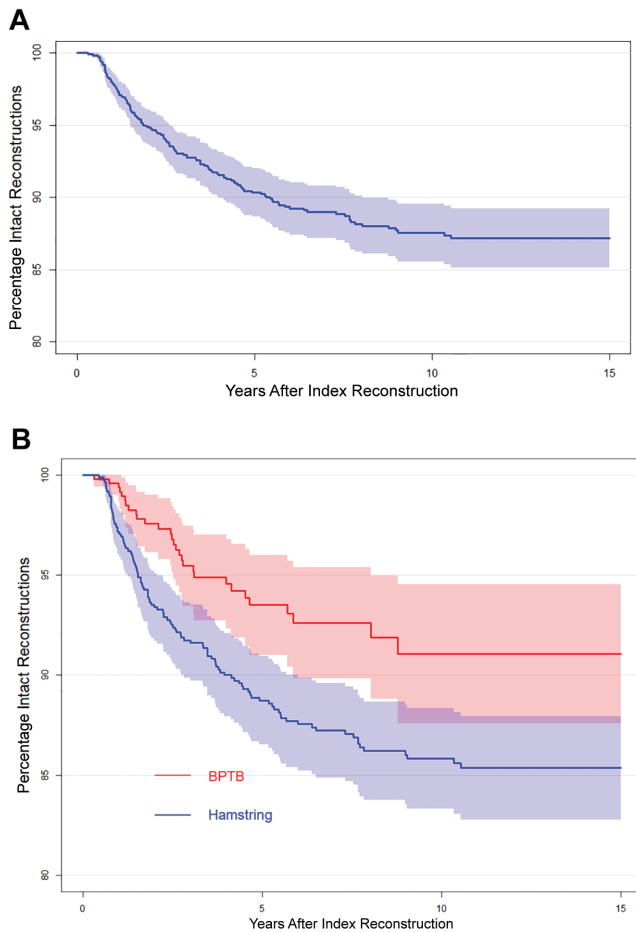 A
Percentage Intact Reconstructions
100
95
90
85
80
0
5
10
15
Years After Index Reconstruction
B
Percentage Intact Reconstructions
100
95
90
85
80
BPTB
Hamstring
0
5
10
15
Years After Index Reconstruction